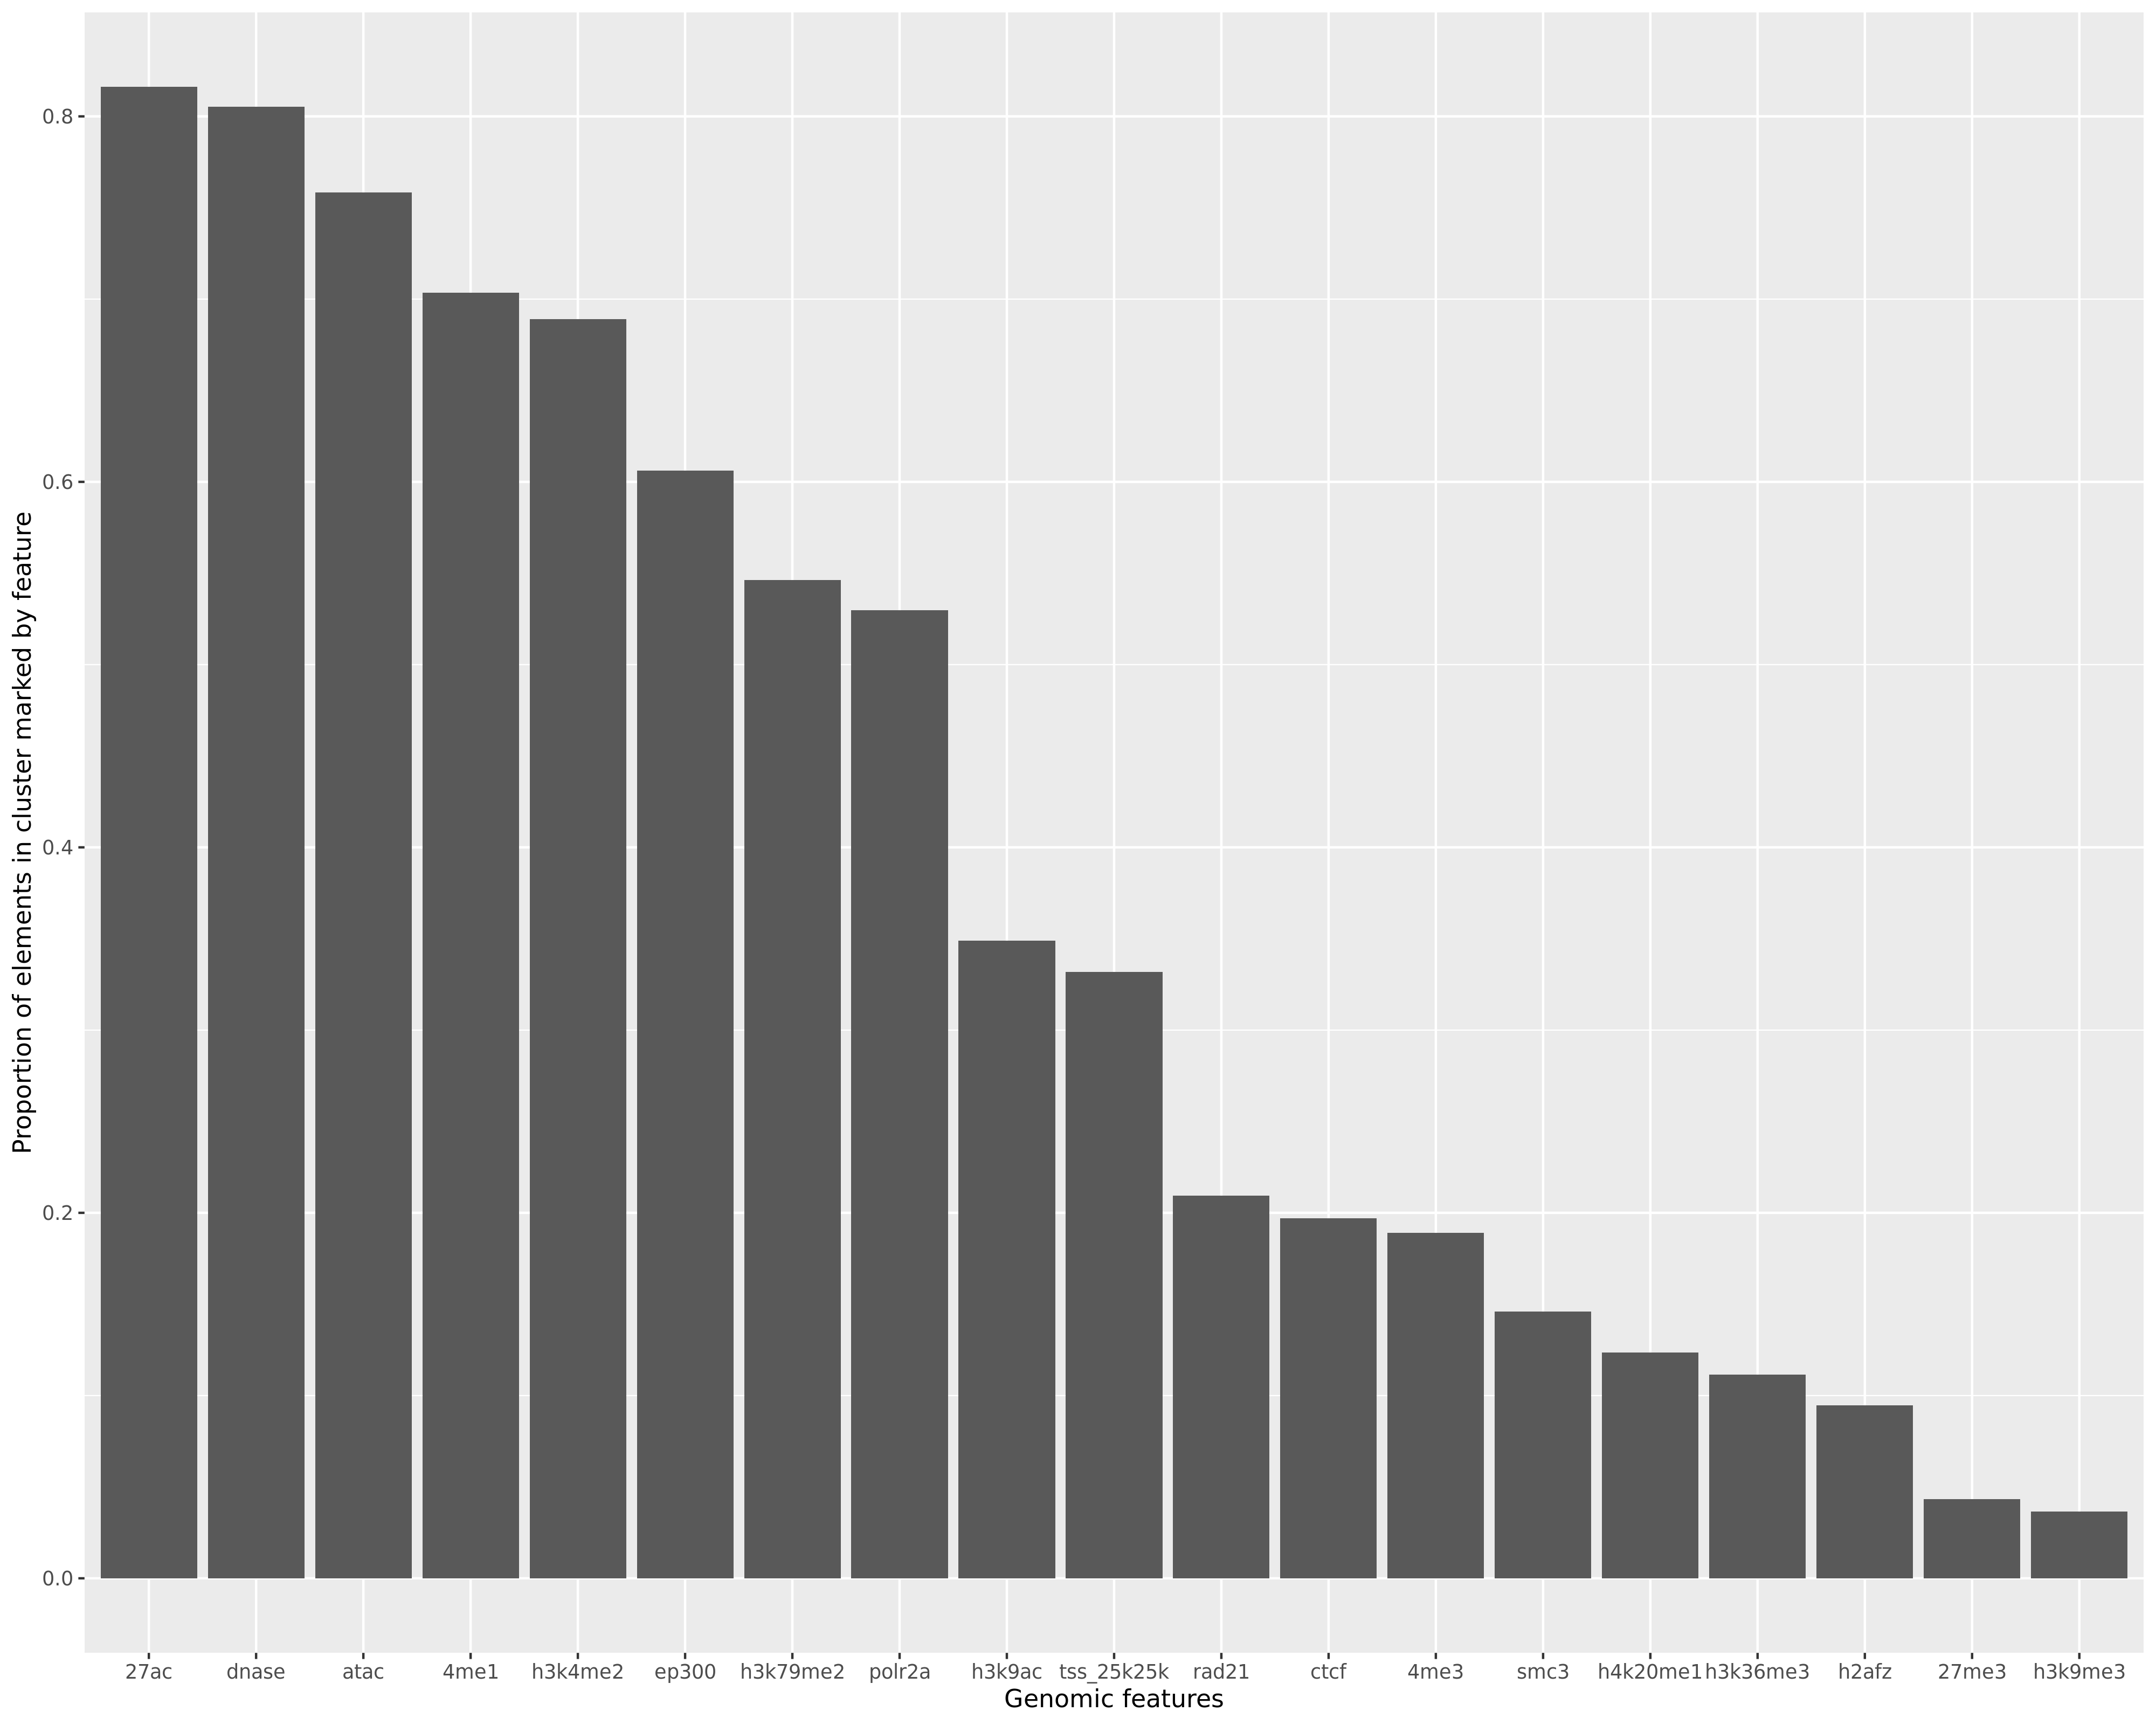 Proportion of elements in cluster marked by feature
0.8
0.6
0.4
0.2
0.0
27ac dnase atac 4me1 h3k4me2 ep300 h3k79me2 polr2a h3k9ac tss_25k25k rad21 ctcf 4me3 smc3 h4k20me1 h3k36me3 h2afz 27me3 h3k9me3
Genomic features